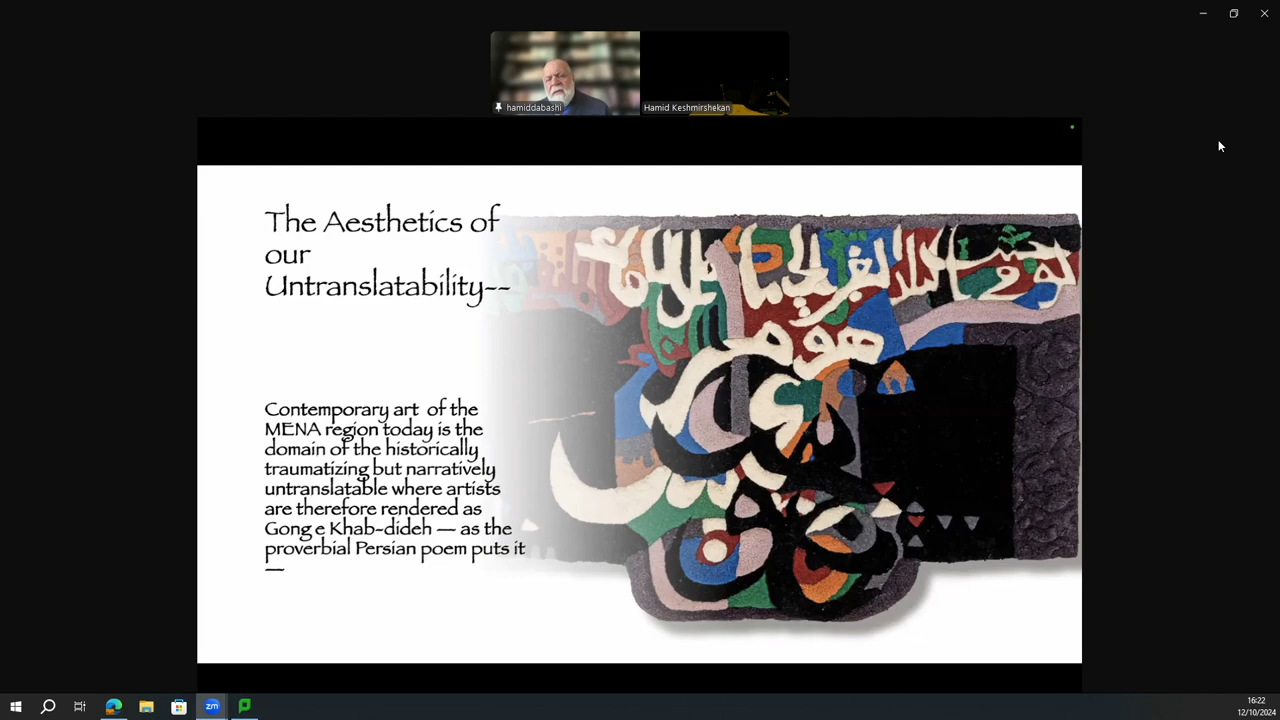 hamiddabashi
Hamid Keshmirshekan
The Aesthetics of
our
Untranslatability--
Contemporary art of the
MENA region today is the
domain of the historically
traumatizing but narratively
untranslatable where artists
are therefore rendered as
Gong e Khab-dideh — as the
proverbial Persian poem puts it
—
zm
16:22
12/10/2024